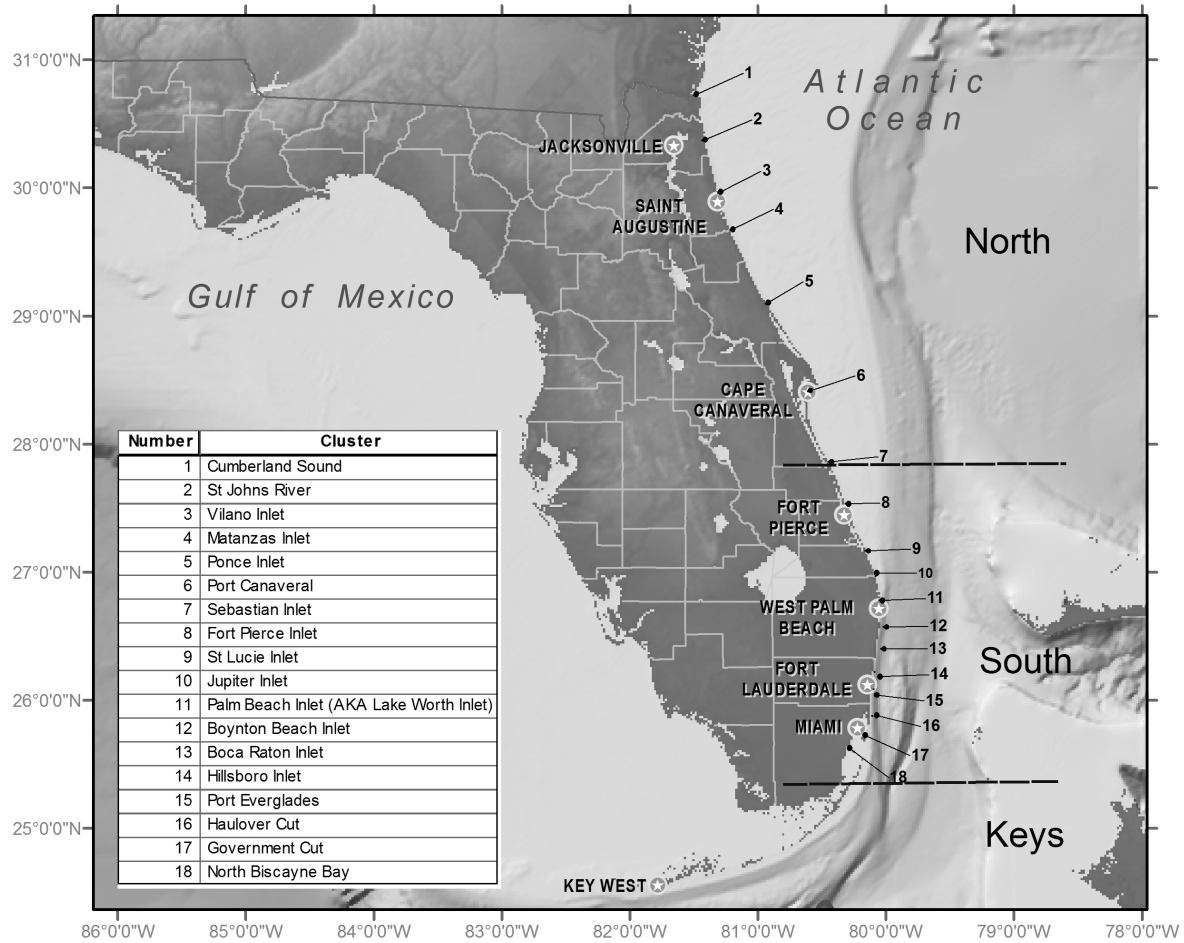 31°0'0"N
30°0'0"N
29°0'0"N
28°0'0"N
27°0'0"N
26°0'0"N
25°0'0"N
Atlantic
Ocean
Gulf of Mexico
North
South
Keys
JACKSONVILLE
SAINT
AUGUSTINE
CAPE
CANAVERAL
FORT
PIERCE
WEST PALM
BEACH
FORT
LAUDERDALE
MIAMI
KEY WEST
1
2
3
4
5
6
7
8
9
10
11
12
13
14
15
16
17
18
Number Cluster
1 Cumberland Sound
2 St Johns River
3 Vilano Inlet
4 Matanzas Inlet
5 Ponce Inlet
6 Port Canaveral
7 Sebastian Inlet
8 Fort Pierce Inlet
9 St Lucie Inlet
10 Jupiter Inlet
11 Palm Beach Inlet (AKA Lake Worth Inlet)
12 Boynton Beach Inlet
13 Boca Raton Inlet
14 Hillsboro Inlet
15 Port Everglades
16 Haulover Cut
17 Government Cut
18 North Biscayne Bay
86°0'0"W 85°0'0"W 84°0'0"W 83°0'0"W 82°0'0"W 81°0'0"W 80°0'0"W 79°0'0"W 78°0'0"W